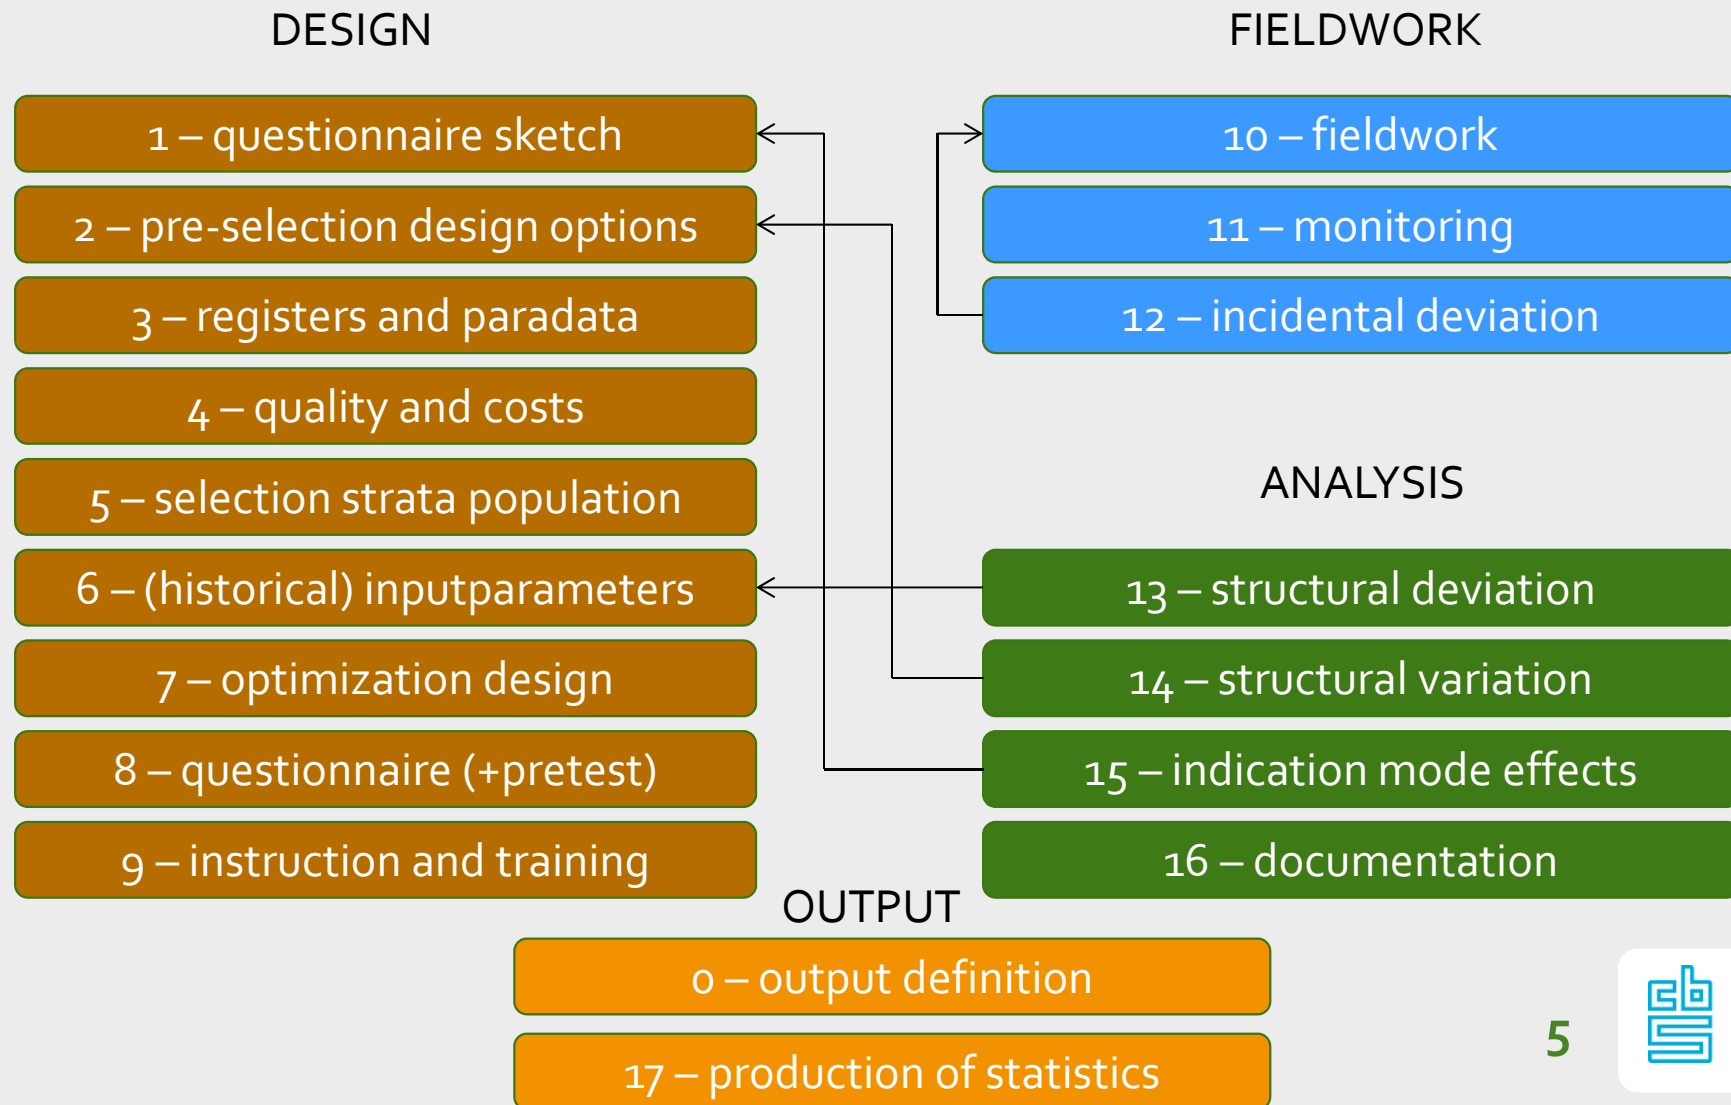 DESIGN
1 – questionnaire sketch
2 – pre-selection design options
3 – registers and paradata
4 – quality and costs
5 – selection strata population
6 – (historical) inputparameters
7 – optimization design
8 – questionnaire (+pretest)
9 – instruction and training
FIELDWORK
10 – fieldwork
11 – monitoring
12 – incidental deviation
ANALYSIS
13 – structural deviation
14 – structural variation
15 – indication mode effects
16 – documentation
OUTPUT
0 – output definition
17 – production of statistics
5
cbs